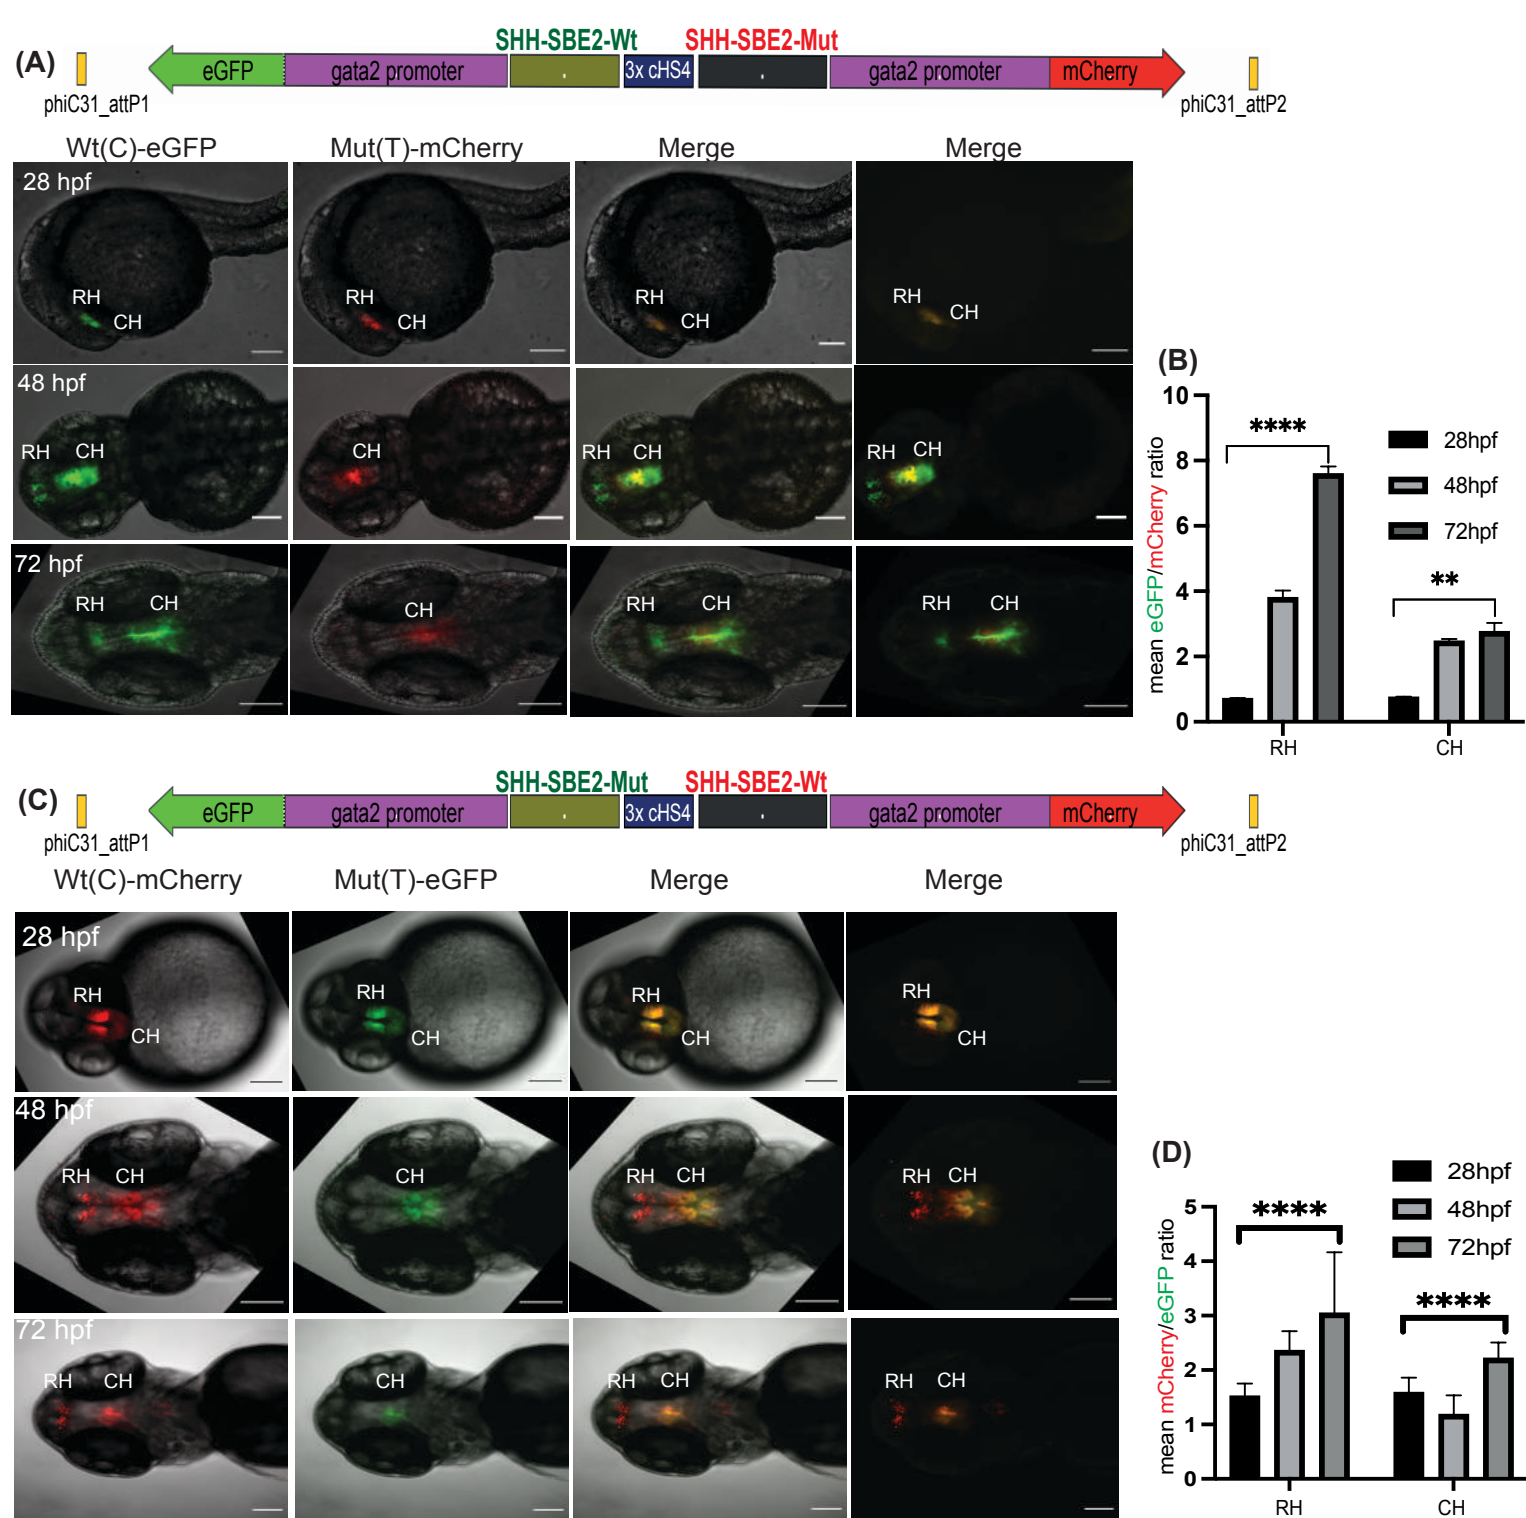 (A)
SHH-SBE2-Wt SHH-SBE2-Mut
eGFP gata2 promoter 3x cHS4 gata2 promoter mCherry
phiC31_attP1 phiC31_attP2
Wt(C)-eGFP Mut(T)-mCherry Merge Merge
28 hpf
RH CH RH CH RH CH RH CH
48 hpf
RH CH CH RH CH RH CH
72 hpf
RH CH CH RH CH RH CH
(B)
mean eGFP/mCherry ratio
10
8
6
4
2
0
****
**
28hpf
48hpf
72hpf
RH CH
(C)
SHH-SBE2-Mut SHH-SBE2-Wt
eGFP gata2 promoter 3x cHS4 gata2 promoter mCherry
phiC31_attP1 phiC31_attP2
Wt(C)-mCherry Mut(T)-eGFP Merge Merge
28 hpf
RH CH RH CH RH CH RH CH
48 hpf
RH CH CH RH CH RH CH
72 hpf
RH CH CH RH CH RH CH
(D)
mean mCherry/eGFP ratio
5
4
3
2
1
0
****
****
28hpf
48hpf
72hpf
RH CH